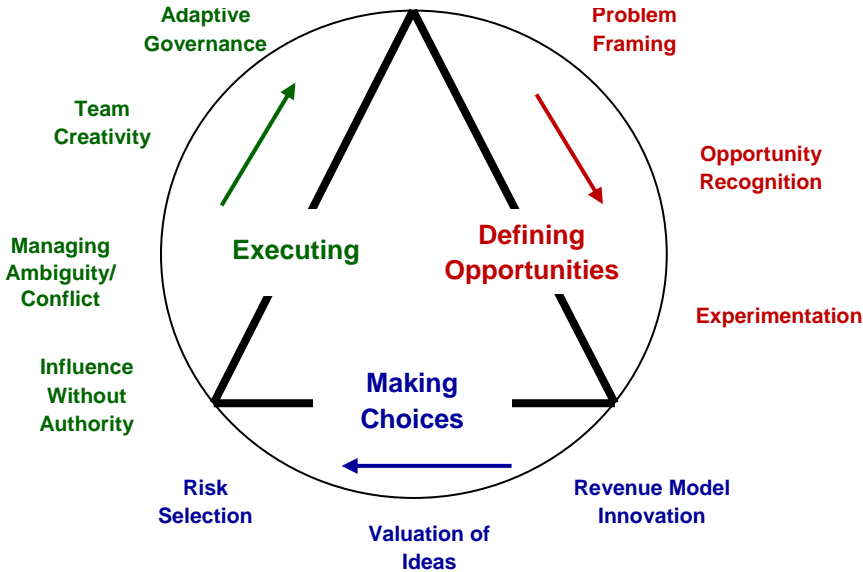 Adaptive
Governance
Problem
Framing
Team
Creativity
Opportunity
Recognition
Managing
Ambiguity/
Conflict
Executing
Defining
Opportunities
Experimentation
Influence
Without
Authority
Making
Choices
Risk
Selection
Valuation of
Ideas
Revenue Model
Innovation